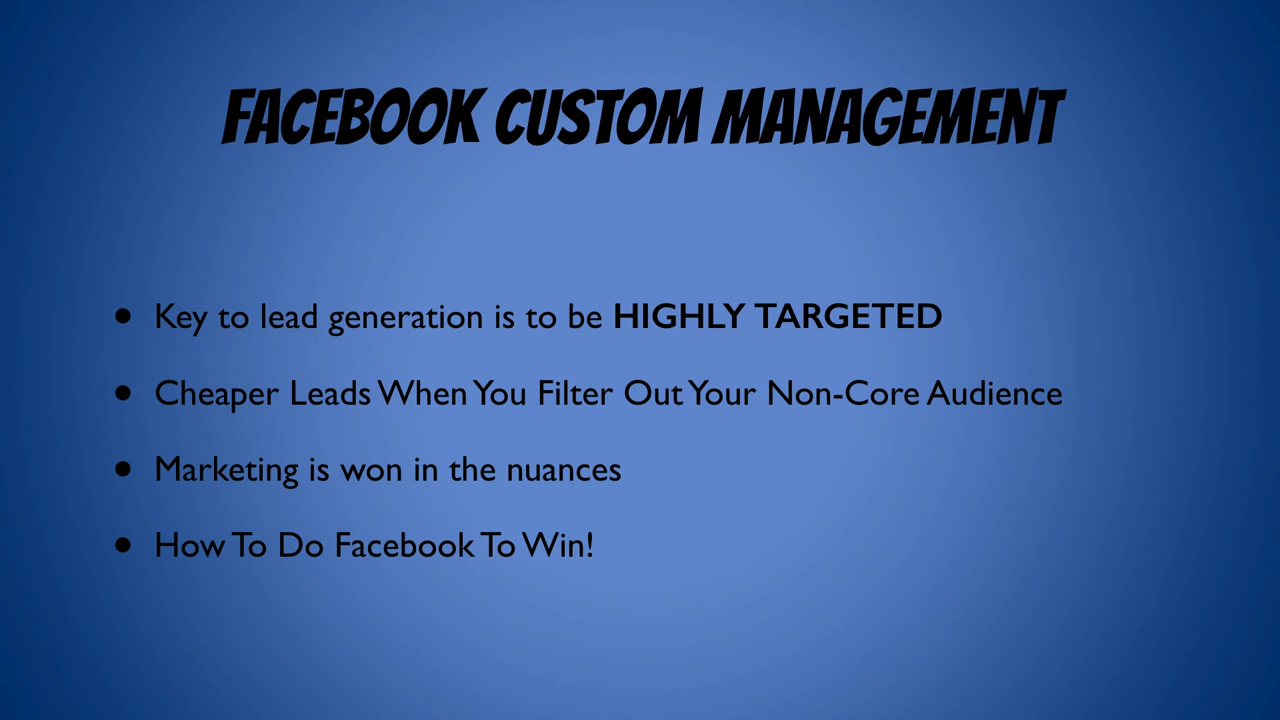 FACEBOOK CUSTOM MANAGEMENT
• Key to lead generation is to be HIGHLY TARGETED
• Cheaper Leads When You Filter Out Your Non-Core Audience
• Marketing is won in the nuances
• How To Do Facebook To Win!